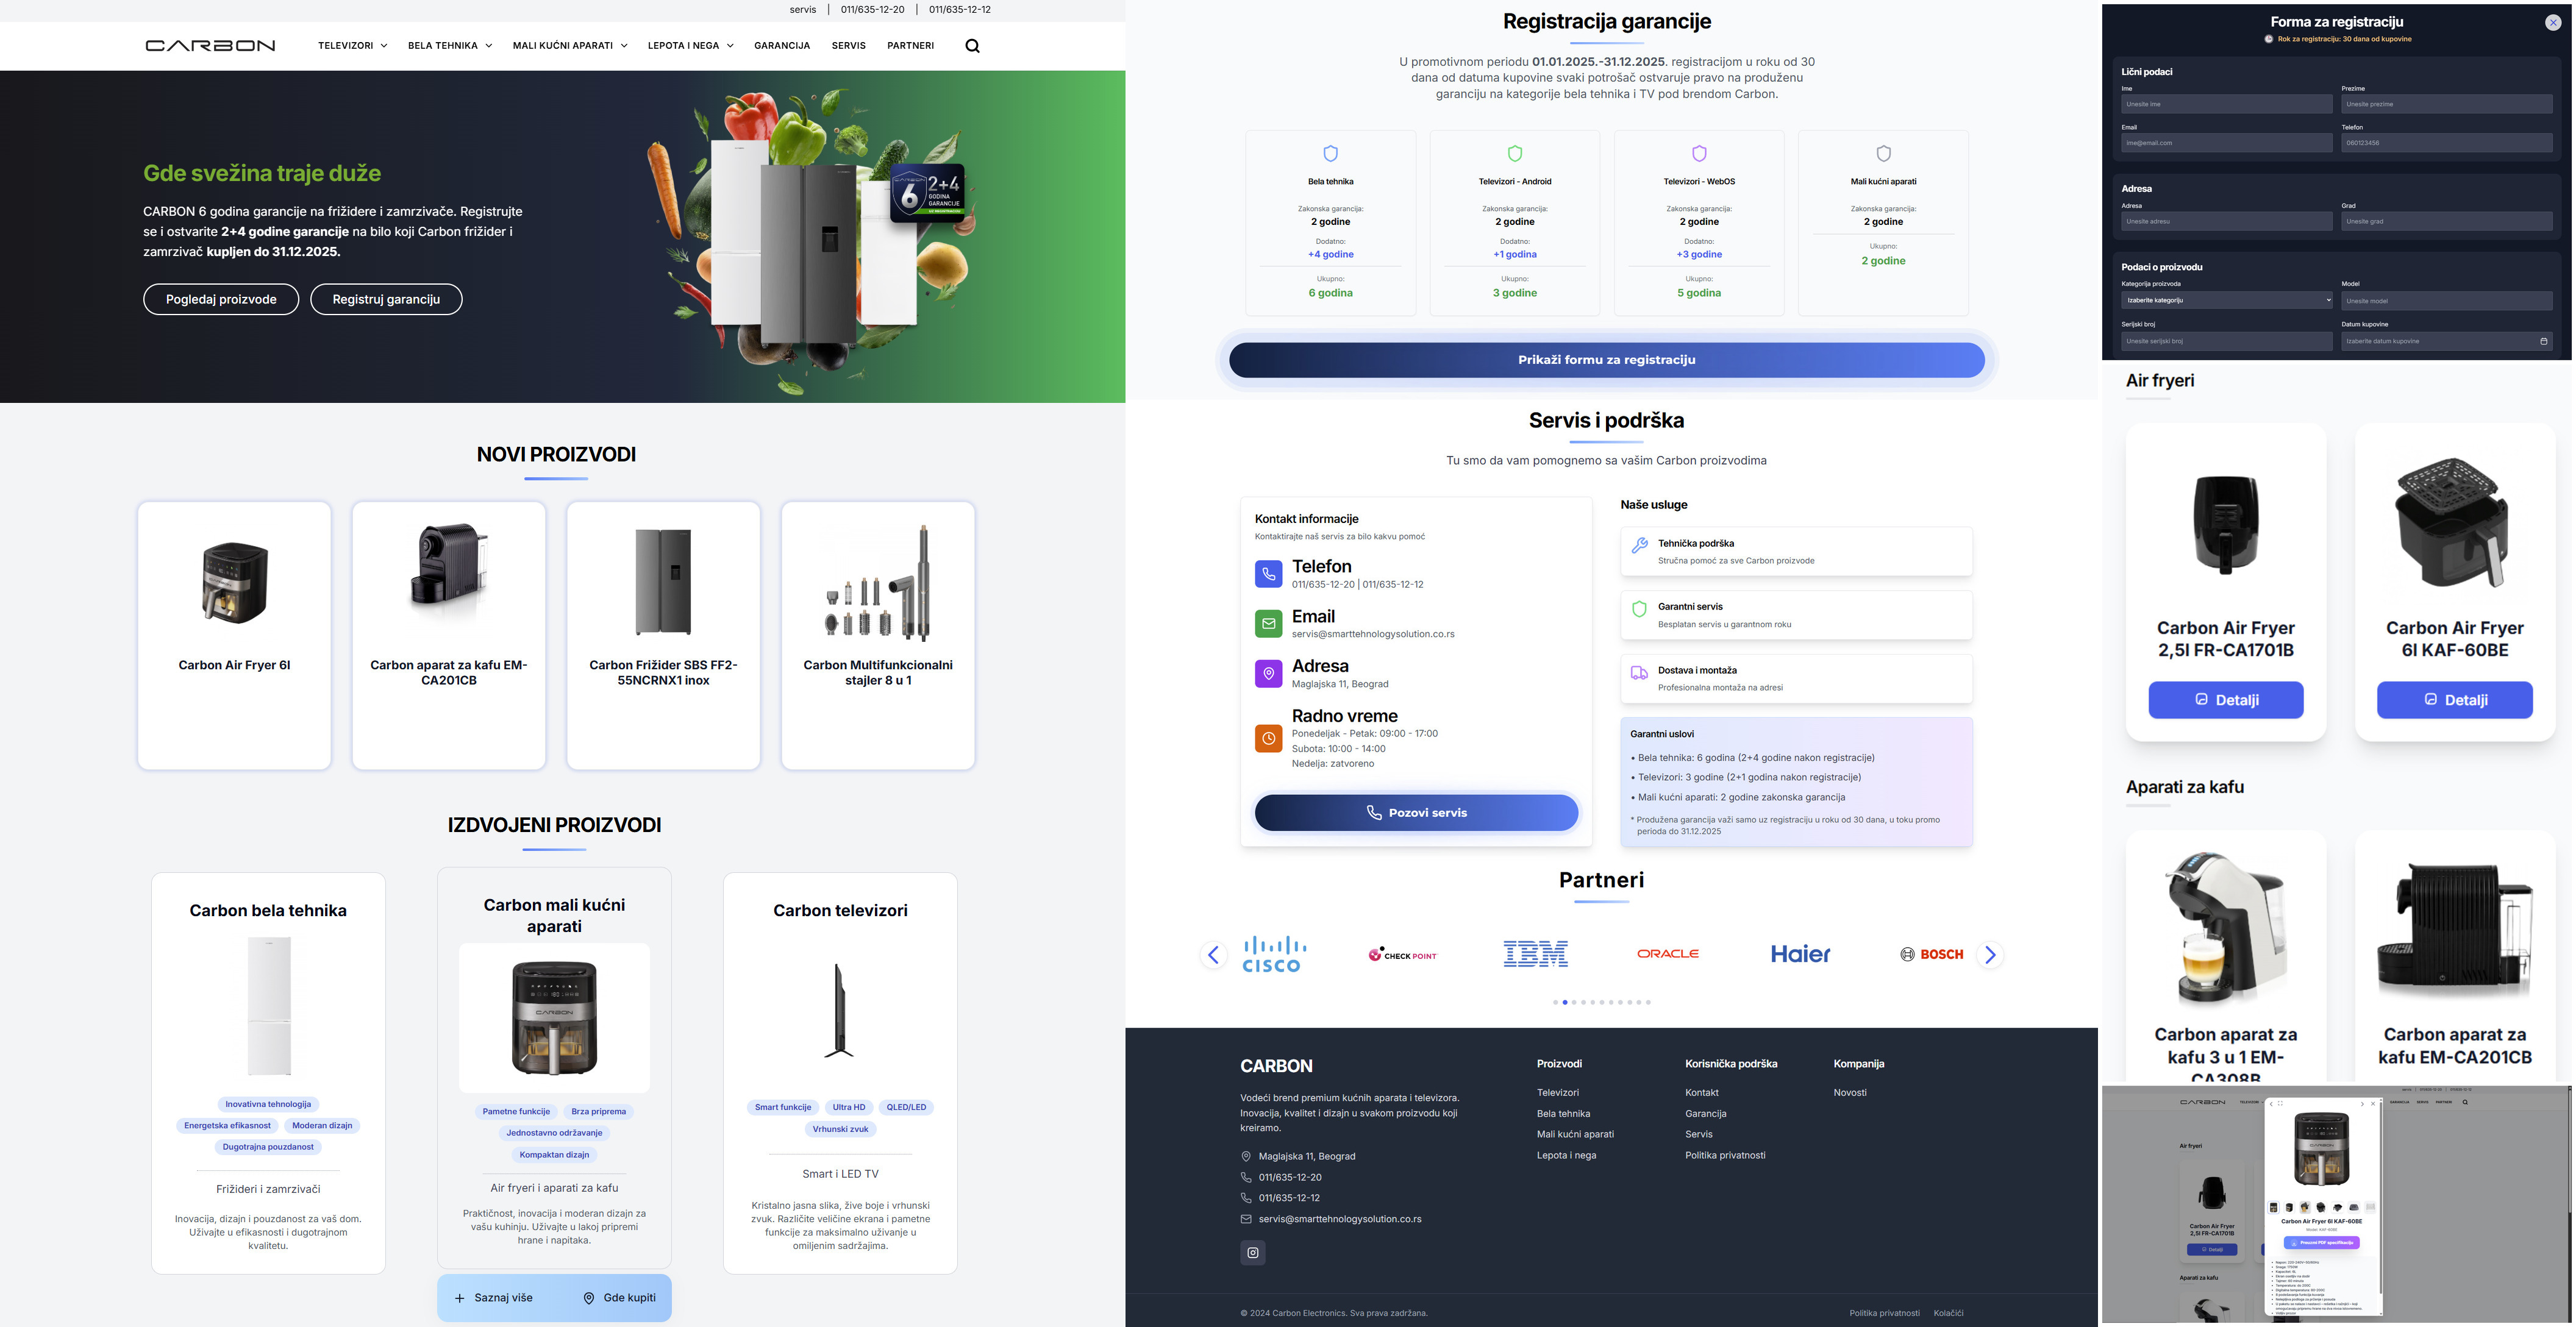 servis | 011/635-12-20 | 011/635-12-12
CARBON
TELEVIZORI
BELA TEHNIKA
MALI KUĆNI APARATI
LEPOTA I NEGA
GARANCIJA
SERVIS
PARTNERI
Gde svežina traje duže
CARBON 6 godina garancije na frižidere i zamrzivače. Registrujte
se i ostvarite 2+4 godine garancije na bilo koji Carbon frižider i
zamrzivač kupljen do 31.12.2025.
Pogledaj proizvode
Registruj garanciju
6
2+4
GODINA
GARANCIJE
NOVI PROIZVODI
Carbon Air Fryer 6l
Carbon aparat za kafu EM-
CA201CB
Carbon Frižider SBS FF2-
55NCRNX1 inox
Carbon Multifunkcionalni
stajler 8 u 1
IZDVOJENI PROIZVODI
Carbon bela tehnika
Inovativna tehnologija
Energetska efikasnost
Moderan dizajn
Dugotrajna pouzdanost
Frižideri i zamrzivači
Inovacija, dizajn i pouzdanost za vaš dom.
Uživajte u efikasnosti i dugotrajnom
kvalitetu.
Carbon mali kućni
aparati
CARBON
Pametne funkcije
Brza priprema
Jednostavno održavanje
Kompaktan dizajn
Air fryeri i aparati za kafu
Praktičnost, inovacija i moderan dizajn za
vašu kuhinju. Uživajte u lakoj pripremi
hrane i napitaka.
Saznaj više
Gde kupiti
Carbon televizori
Smart funkcije
Ultra HD
QLED/LED
Vrhunski zvuk
Smart i LED TV
Kristalno jasna slika, žive boje i vrhunski
zvuk. Različite veličine ekrana i pametne
funkcije za maksimalno uživanje u
omiljenim sadržajima.
Registracija garancije
U promotivnom periodu 01.01.2025.-31.12.2025. registracijom u roku od 30
dana od datuma kupovine svaki potrošač ostvaruje pravo na produženu
garanciju na kategorije bela tehnika i TV pod brendom Carbon.
Bela tehnika
Zakonska garancija:
2 godine
Dodatno:
+4 godine
Ukupno:
6 godina
Televizori - Android
Zakonska garancija:
2 godine
Dodatno:
+1 godina
Ukupno:
3 godine
Televizori - WebOS
Zakonska garancija:
2 godine
Dodatno:
+3 godine
Ukupno:
5 godina
Mali kućni aparati
Zakonska garancija:
2 godine
Ukupno:
2 godine
Prikaži formu za registraciju
Servis i podrška
Tu smo da vam pomognemo sa vašim Carbon proizvodima
Kontakt informacije
Kontaktirajte naš servis za bilo kakvu pomoć
Telefon
011/635-12-20 | 011/635-12-12
Email
servis@smarttehnologysolution.co.rs
Adresa
Maglajska 11, Beograd
Radno vreme
Ponedeljak - Petak: 09:00 - 17:00
Subota: 10:00 - 14:00
Nedelja: zatvoreno
Pozovi servis
Naše usluge
Tehnička podrška
Stručna pomoć za sve Carbon proizvode
Garantni servis
Besplatan servis u garantnom roku
Dostava i montaža
Profesionalna montaža na adresi
Garantni uslovi
• Bela tehnika: 6 godina (2+4 godine nakon registracije)
• Televizori: 3 godine (2+1 godina nakon registracije)
• Mali kućni aparati: 2 godine zakonska garancija
* Produžena garancija važi samo uz registraciju u roku od 30 dana, u toku promo
perioda do 31.12.2025
Partneri
CISCO
CHECK POINT
IBM
ORACLE
Haier
BOSCH
CARBON
Vodeći brend premium kućnih aparata i televizora.
Inovacija, kvalitet i dizajn u svakom proizvodu koji
kreiramo.
Maglajska 11, Beograd
011/635-12-20
011/635-12-12
servis@smarttehnologysolution.co.rs
Proizvodi
Televizori
Bela tehnika
Mali kućni aparati
Lepota i nega
Korisnička podrška
Kontakt
Garancija
Servis
Politika privatnosti
Kompanija
Novosti
© 2024 Carbon Electronics. Sva prava zadržana.
Politika privatnosti
Kolačići
Forma za registraciju
Rok za registraciju: 30 dana od kupovine
Lični podaci
Ime
Prezime
Unesite ime
Unesite prezime
Email
Telefon
ime@email.com
060123456
Adresa
Adresa
Grad
Unesite adresu
Unesite grad
Podaci o proizvodu
Kategorija proizvoda
Model
Izaberite kategoriju
Unesite model
Serijski broj
Datum kupovine
Unesite serijski broj
Izaberite datum kupovine
Air fryeri
Carbon Air Fryer
2,5l FR-CA1701B
Detalji
Carbon Air Fryer
6l KAF-60BE
Detalji
Aparati za kafu
Carbon aparat za
kafu 3 u 1 EM-
CA308B
Carbon aparat za
kafu EM-CA201CB
CARBON
GARANCIJA
SERVIS
PARTNERI
Air fryeri
Carbon Air Fryer
2,5l FR-CA1701B
Detalji
Aparati za kafu
Carbon Air Fryer 6l KAF-60BE
Model: KAF-60BE
Preuzmi PDF specifikaciju